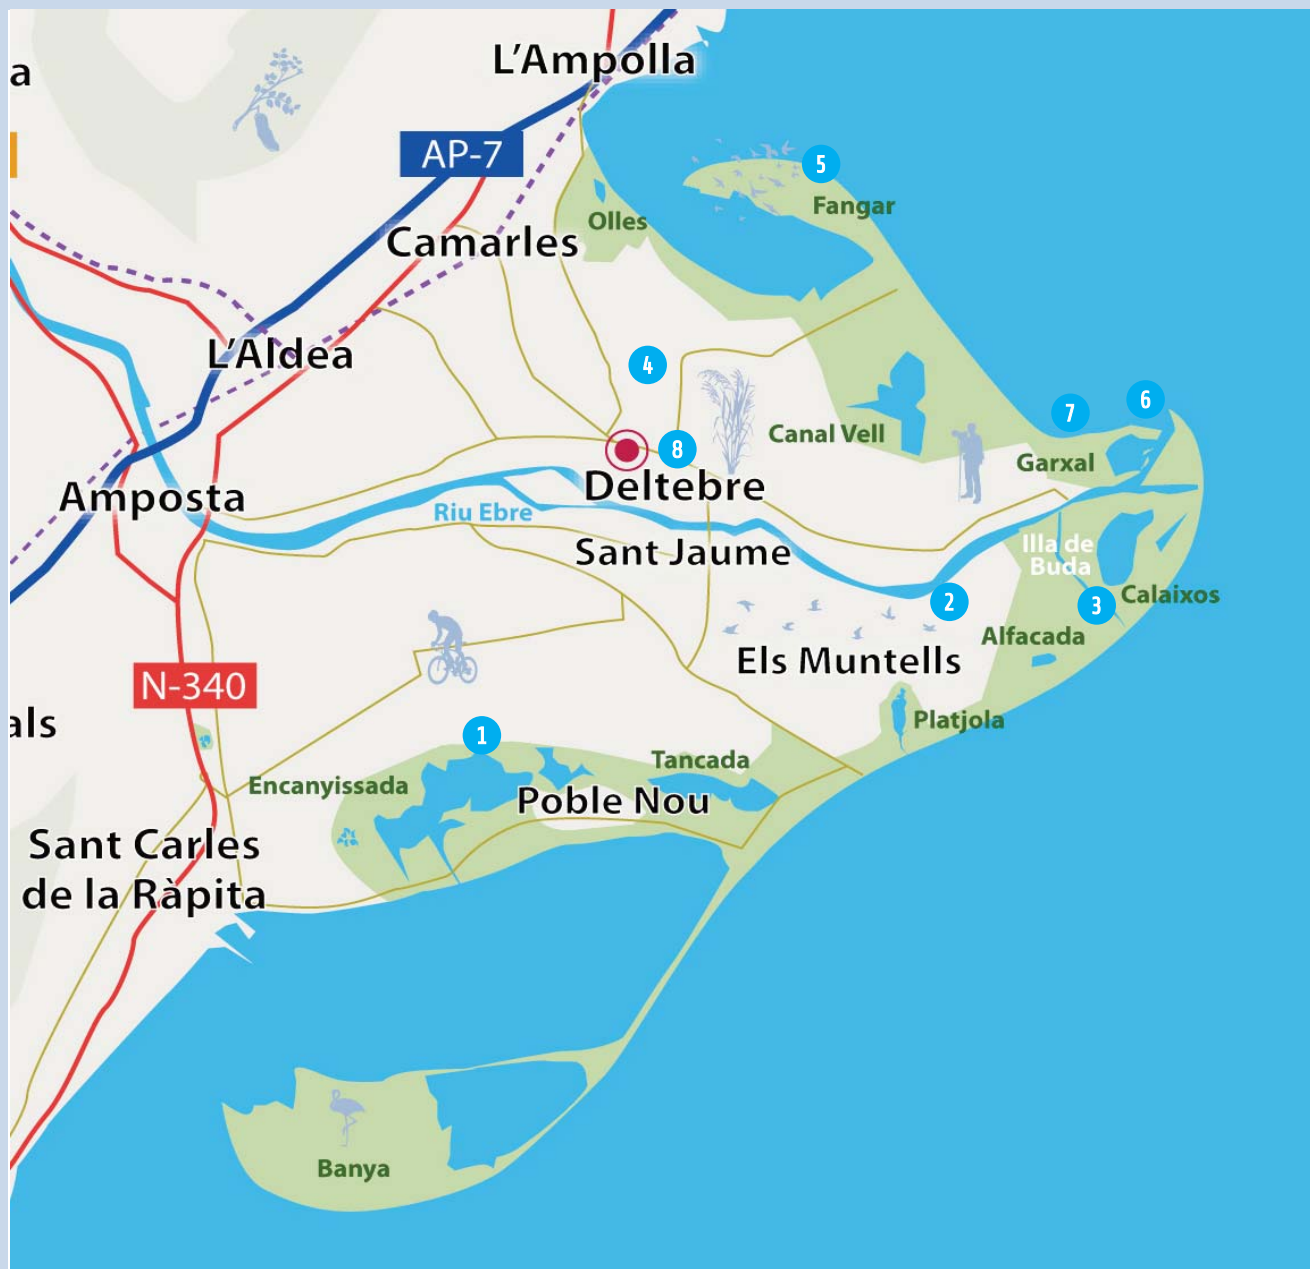 L'Ampolla
a
AP-7
5
Fangar
Olles
Camarles
L'Aldea
4
7
6
Canal Vell
8
Garxal
Deltebre
Amposta
Riu Ebre
Sant Jaume
Illa de
Buda
2
3
Calaixos
Alfacada
Els Muntells
N-340
als
1
Platjola
Tancada
Encanyissada
Poble Nou
Sant Carles
de la Ràpita
Banya